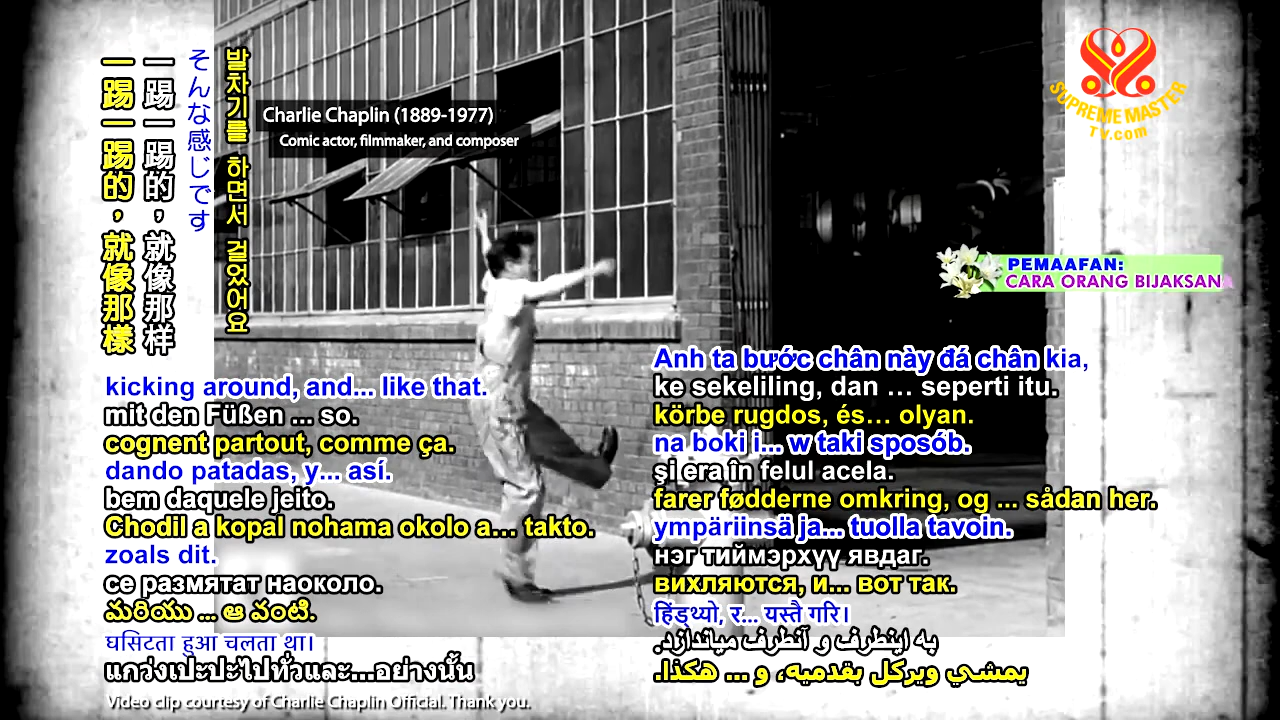 一踢一踢的，就像那樣
一踢一踢的，就像那样
そんな感じです
발차기를 하면서 걸었어요
Charlie Chaplin (1889-1977)
Comic actor, filmmaker, and composer
SUPREME MASTER
TV.com
PEMAAFAN:
CARA ORANG BIJAKSANA
kicking around, and... like that.
mit den Füßen ... so.
cognent partout, comme ça.
dando patadas, y... así.
bem daquele jeito.
Chodil a kopal nohama okolo a... takto.
zoals dit.
се размятат наоколо.
మరియు ... ఆ వంటి.
घसिटता हुआ चलता था।
แกว่งเปะปะไปทั่วและ...อย่างนั้น
Anh ta bước chân này đá chân kia,
ke sekeliling, dan … seperti itu.
körbe rugdos, és… olyan.
na boki i... w taki sposób.
şi era în felul acela.
farer fødderne omkring, og ... sådan her.
ympäriinsä ja... tuolla tavoin.
нэг тиймэрхүү явдаг.
вихляются, и... вот так.
हिंड्थ्यो, र... यस्तै गरि।
په اینطرف و آنطرف میاندازد.
يمشي ويركل بقدميه، و ... هكذا.
Video clip courtesy of Charlie Chaplin Official. Thank you.